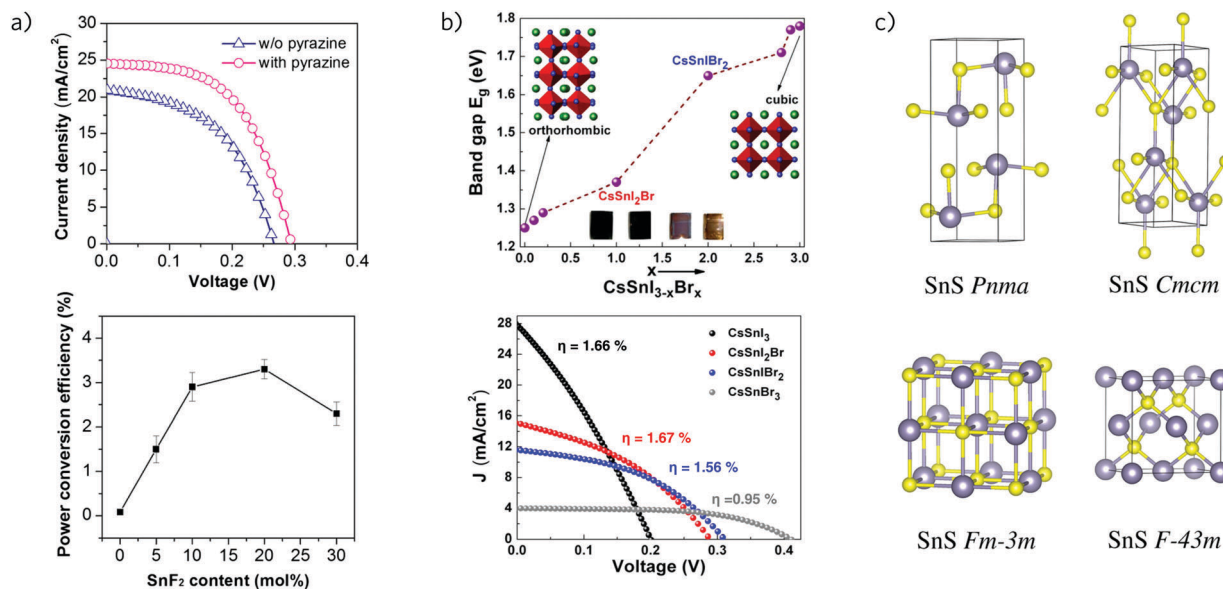 a)
Current density (mA/cm²)
30
25
20
15
10
5
0
w/o pyrazine
with pyrazine
0.0 0.1 0.2 0.3 0.4
Voltage (V)
Power conversion efficiency (%)
4
3
2
1
0
0 5 10 20 30
SnF₂ content (mol%)
b)
Band gap E_g (eV)
1.8
1.7
1.6
1.5
1.4
1.3
1.2
CsSnIBr₂
cubic
orthorhombic
CsSnI₂Br
0.0 0.5 1.0 1.5 2.0 2.5 3.0
x
CsSnI₃₋ₓBrₓ
J (mA/cm²)
28
24
20
16
12
8
4
0
η = 1.66 %
CsSnI₃
CsSnI₂Br
CsSnIBr₂
CsSnBr₃
η = 1.67 %
η = 1.56 %
η =0.95 %
0.0 0.1 0.2 0.3 0.4
Voltage (V)
c)
SnS Pnma
SnS Cmcm
SnS Fm-3m
SnS F-43m